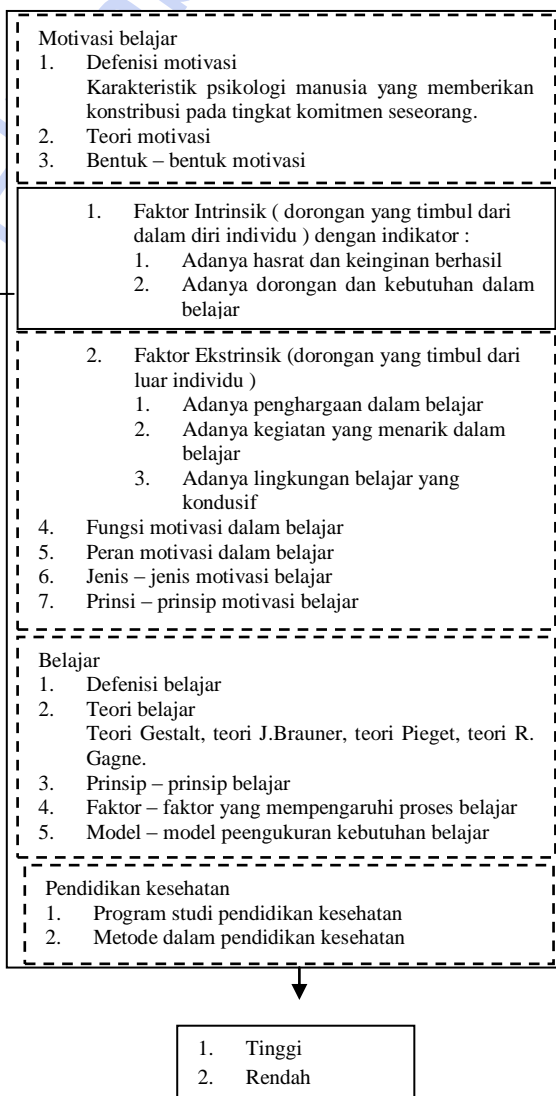 Motivasi belajar
1. Defenisi motivasi
Karakteristik psikologi manusia yang memberikan
konstribusi pada tingkat komitmen seseorang.
2. Teori motivasi
3. Bentuk – bentuk motivasi
1. Faktor Intrinsik ( dorongan yang timbul dari
dalam diri individu ) dengan indikator :
1. Adanya hasrat dan keinginan berhasil
2. Adanya dorongan dan kebutuhan dalam
belajar
2. Faktor Ekstrinsik (dorongan yang timbul dari
luar individu )
1. Adanya penghargaan dalam belajar
2. Adanya kegiatan yang menarik dalam
belajar
3. Adanya lingkungan belajar yang
kondusif
4. Fungsi motivasi dalam belajar
5. Peran motivasi dalam belajar
6. Jenis – jenis motivasi belajar
7. Prinsi – prinsip motivasi belajar
Belajar
1. Defenisi belajar
2. Teori belajar
Teori Gestalt, teori J.Brauner, teori Pieget, teori R.
Gagne.
3. Prinsip – prinsip belajar
4. Faktor – faktor yang mempengaruhi proses belajar
5. Model – model peengukuran kebutuhan belajar
Pendidikan kesehatan
1. Program studi pendidikan kesehatan
2. Metode dalam pendidikan kesehatan
1. Tinggi
2. Rendah